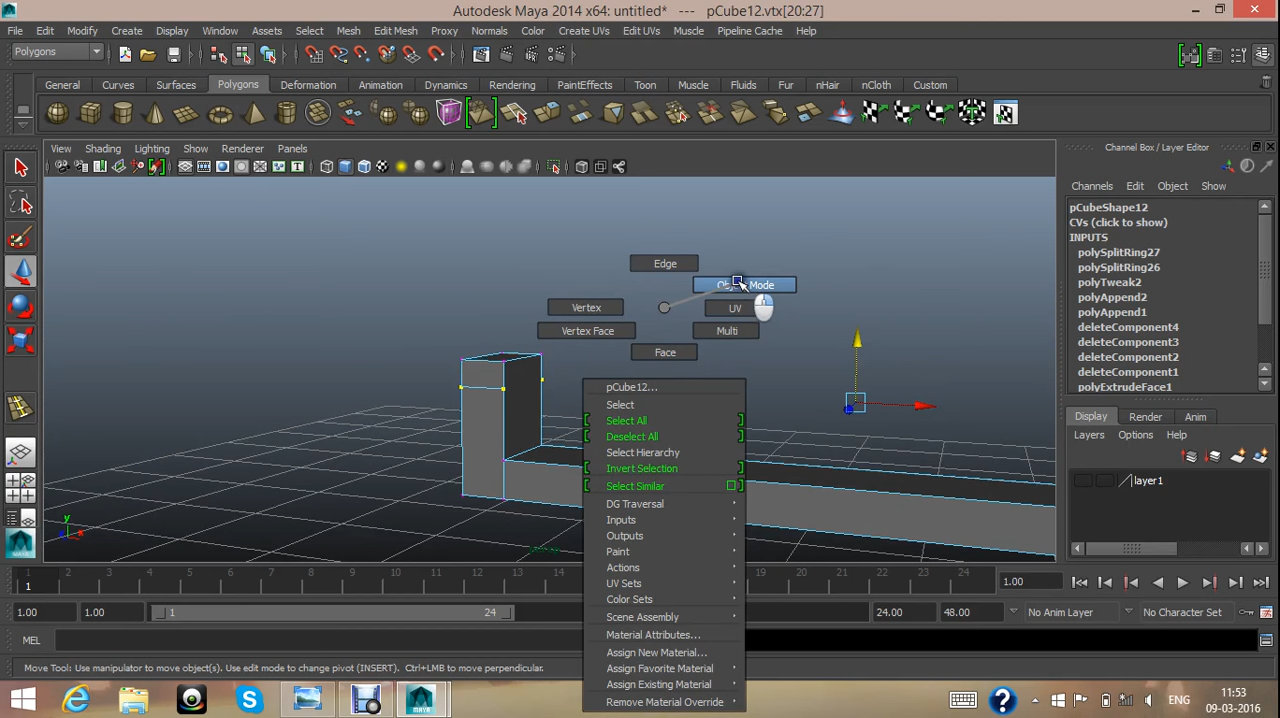 Autodesk Maya 2014 x64: untitled*   ---   pCube12.vtx[20:27]
File Edit Modify Create Display Window Assets Select Mesh Edit Mesh Proxy Normals Color Create UVs Edit UVs Muscle Pipeline Cache Help
Polygons
General Curves Surfaces Polygons Deformation Animation Dynamics Rendering PaintEffects Toon Muscle Fluids Fur nHair nCloth Custom
View Shading Lighting Show Renderer Panels
Channel Box / Layer Editor
Channels Edit Object Show
pCubeShape12
CVs (click to show)
INPUTS
polySplitRing27
polySplitRing26
polyTweak2
polyAppend2
polyAppend1
deleteComponent4
deleteComponent3
deleteComponent2
deleteComponent1
polyExtrudeFace1
Edge
Mode
Vertex
UV
Vertex Face
Multi
Face
pCube12...
Select
Select All
Deselect All
Select Hierarchy
Invert Selection
Select Similar
DG Traversal
Inputs
Outputs
Paint
Actions
UV Sets
Color Sets
Scene Assembly
Material Attributes...
Assign New Material...
Assign Favorite Material
Assign Existing Material
Remove Material Override
Display Render Anim
Layers Options Help
layer1
y
x
z
1 2 3 4 5 6 7 8 9 10 11 12 13 14 19 20 21 22 23 24
1
1.00
1.00 1.00 1 24 24.00 48.00 No Anim Layer No Character Set
MEL
Move Tool: Use manipulator to move object(s). Use edit mode to change pivot (INSERT). Ctrl+LMB to move perpendicular.
ENG
11:53
09-03-2016